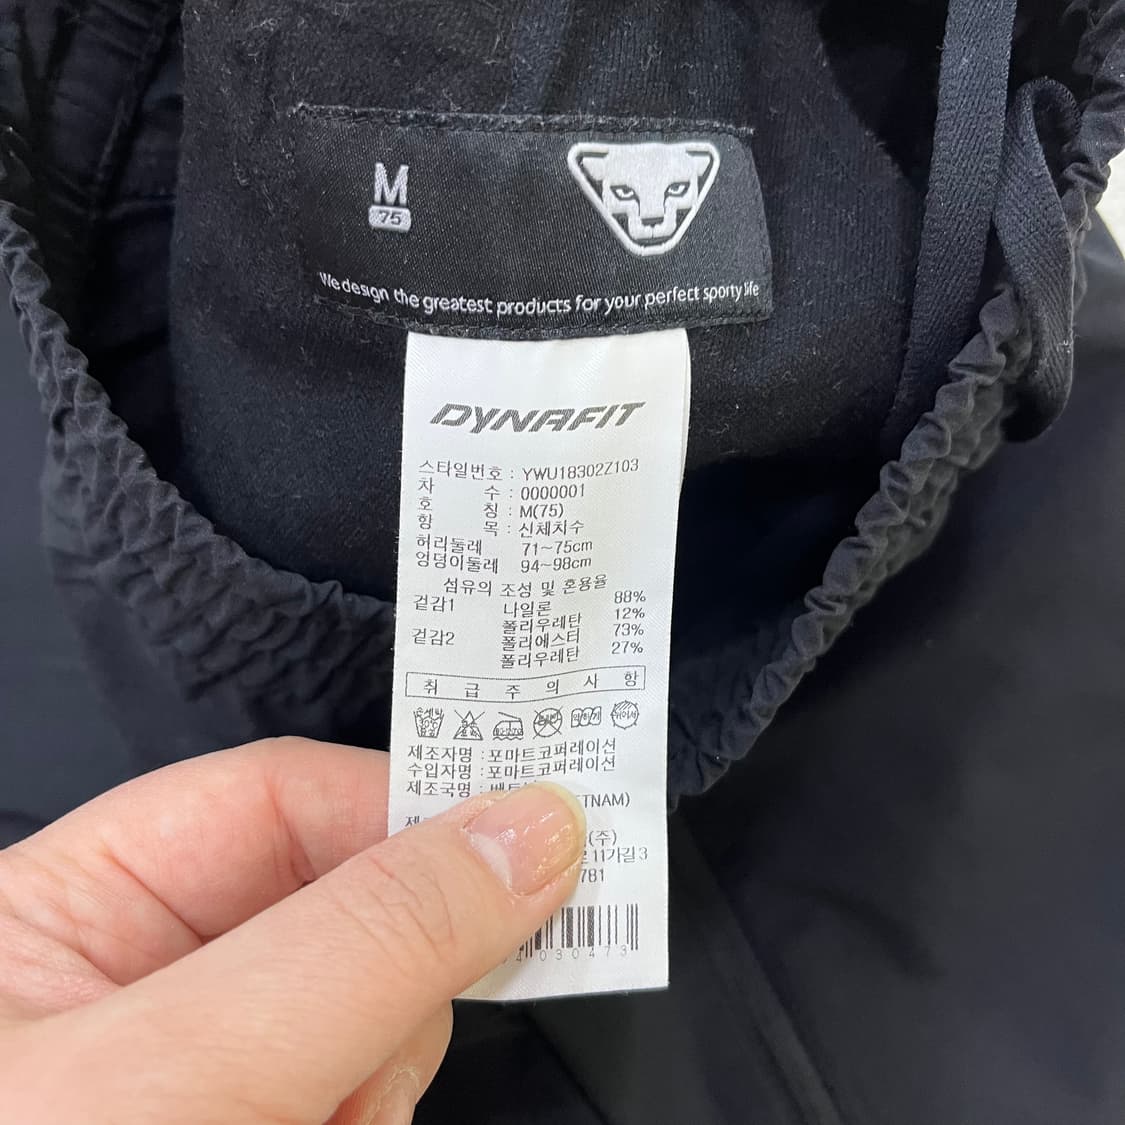 M
75
We design the greatest products for your perfect sporty life
DYNAFIT
스타일번호 : YWU18302Z103
차 수 : 0000001
호 칭 : M(75)
항 목 : 신체치수
허리둘레 71~75cm
엉덩이둘레 94~98cm
섬유의 조성 및 혼용율
겉감1 나일론 88%
폴리우레탄 12%
겉감2 폴리에스터 73%
폴리우레탄 27%
취급주의사항
제조자명 : 포마트코퍼레이션
수입자명 : 포마트코퍼레이션
제조국명 : TNAM)
(주)
11가길 3
781
4030473